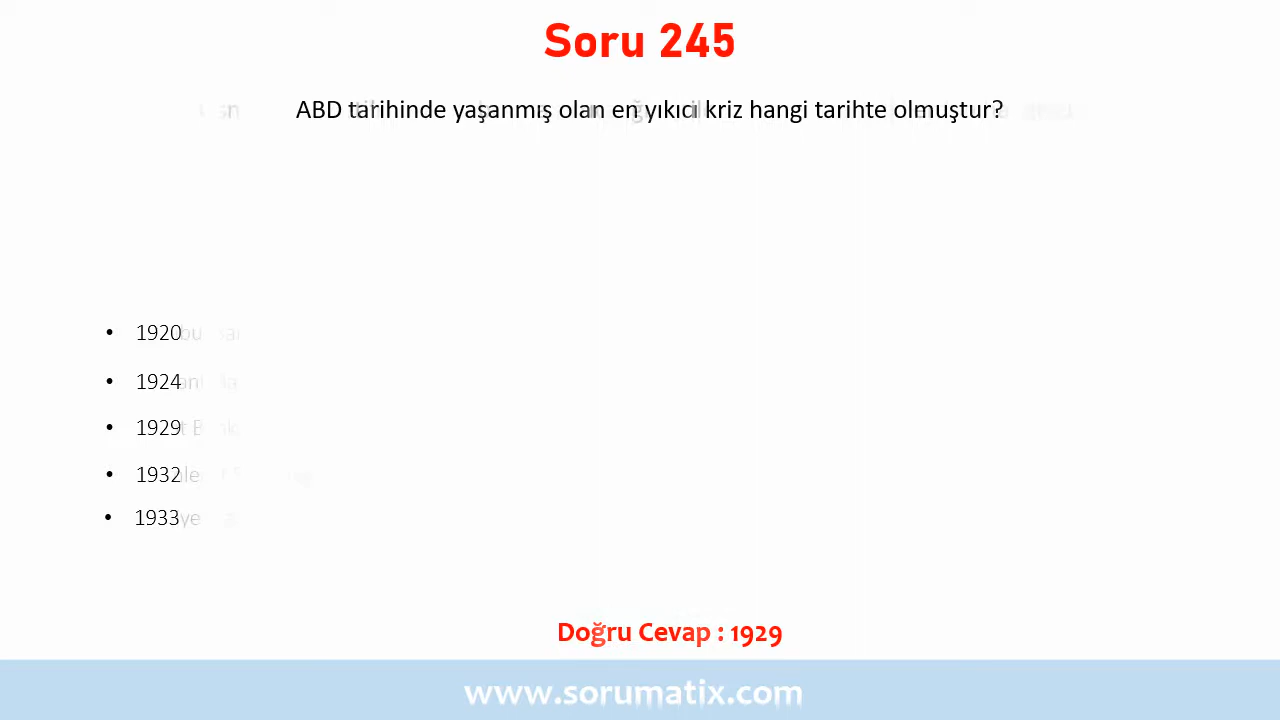 Soru 245
ABD tarihinde yaşanmış olan en yıkıcı kriz hangi tarihte olmuştur?
• 1920
• 1924
• 1929
• 1932
• 1933
Doğru Cevap : 1929
www.sorumatix.com